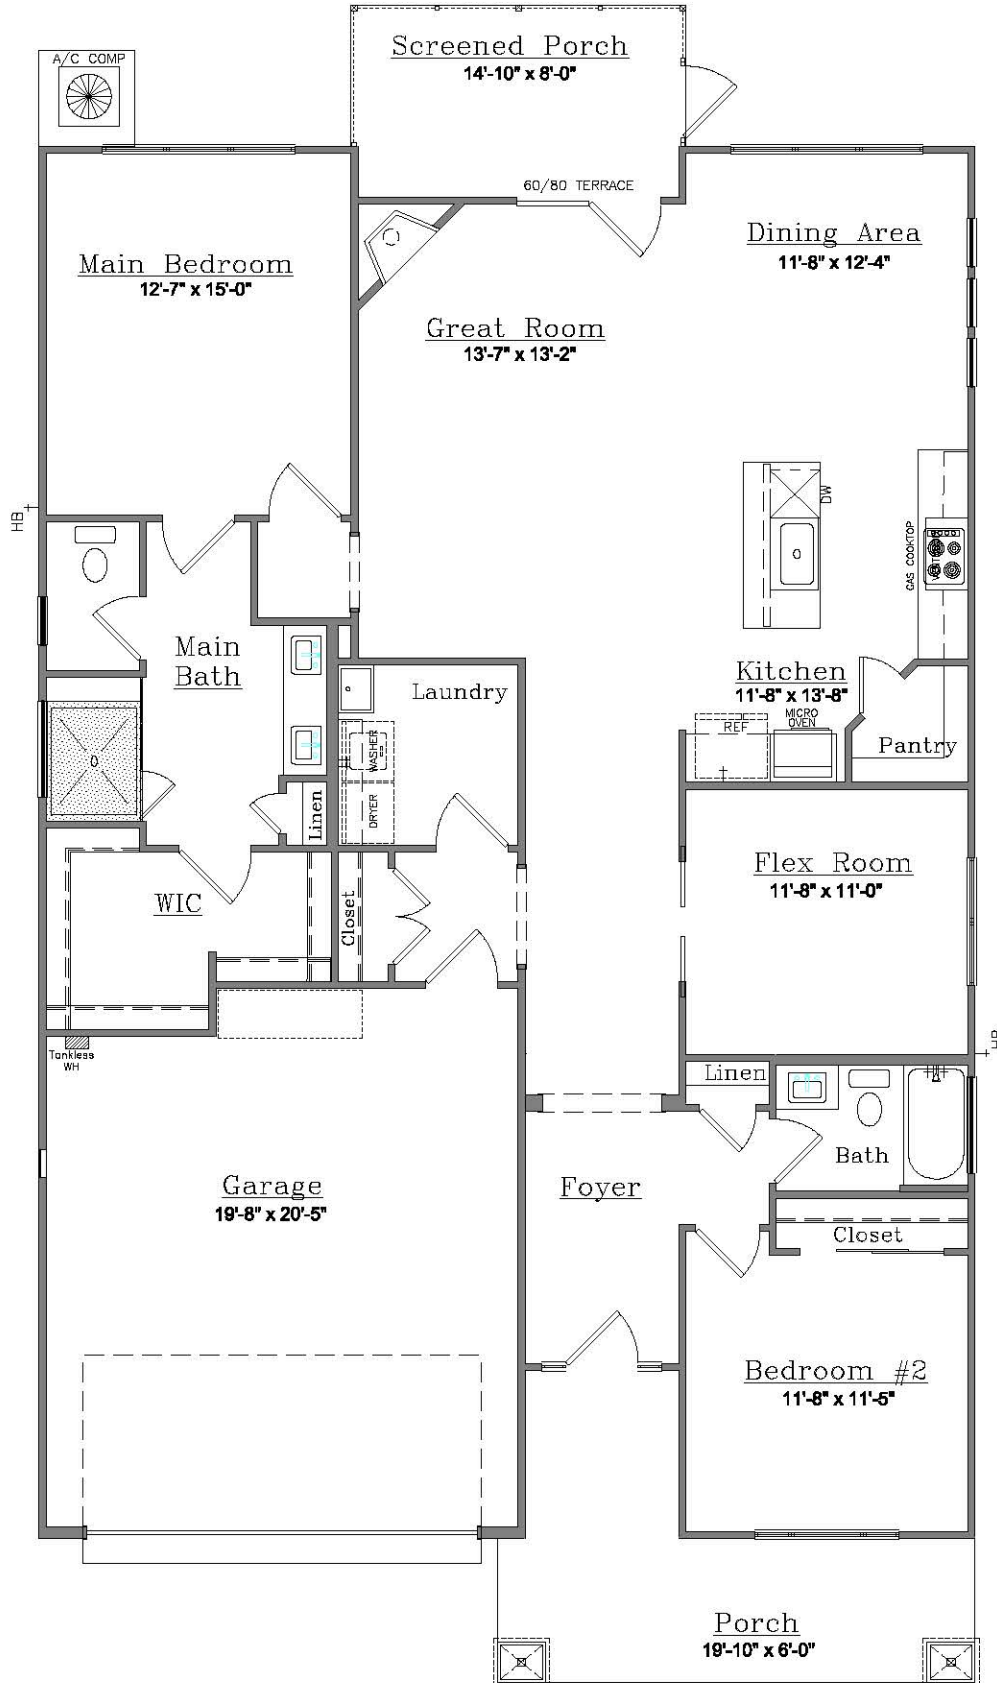 Screened Porch
14'-10" x 8'-0"
A/C COMP
60/80 TERRACE
Dining Area
11'-8" x 12'-4"
Main Bedroom
12'-7" x 15'-0"
Great Room
13'-7" x 13'-2"
HB
DW
GAS COOKTOP
Main
Bath
Kitchen
11'-8" x 13'-8"
Laundry
MICRO
OVEN
REF
Pantry
WASHER
DRYER
Linen
Flex Room
11'-8" x 11'-0"
WIC
Closet
HB
Tankless
WH
Linen
Bath
Garage
19'-8" x 20'-5"
Foyer
Closet
Bedroom #2
11'-8" x 11'-5"
Porch
19'-10" x 6'-0"